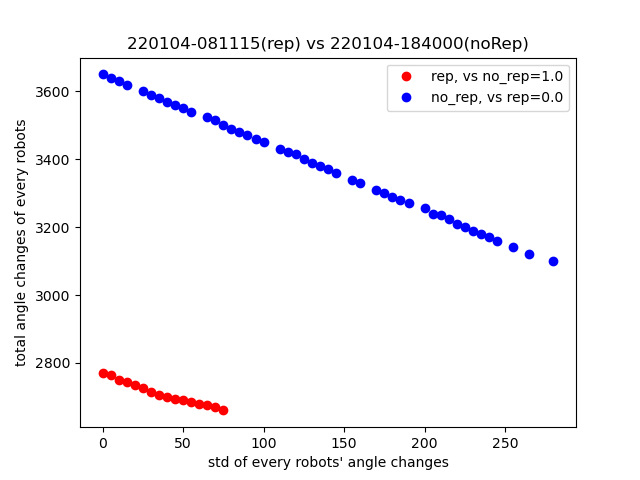 220104-081115(rep) vs 220104-184000(noRep)
rep, vs no_rep=1.0
no_rep, vs rep=0.0
total angle changes of every robots
3600
3400
3200
3000
2800
0 50 100 150 200 250
std of every robots' angle changes